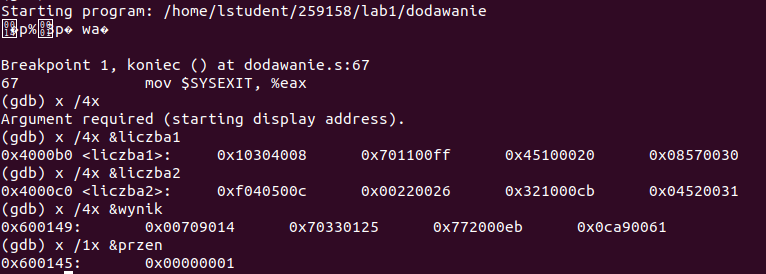 Starting program: /home/lstudent/259158/lab1/dodawanie
�p% 3p� wa�
Breakpoint 1, koniec () at dodawanie.s:67
67 mov $SYSEXIT, %eax
(gdb) x /4x
Argument required (starting display address).
(gdb) x /4x &liczba1
0x4000b0 <liczba1>: 0x10304008 0x701100ff 0x45100020 0x08570030
(gdb) x /4x &liczba2
0x4000c0 <liczba2>: 0xf040500c 0x00220026 0x321000cb 0x04520031
(gdb) x /4x &wynik
0x600149: 0x00709014 0x70330125 0x772000eb 0x0ca90061
(gdb) x /1x &przen
0x600145: 0x00000001